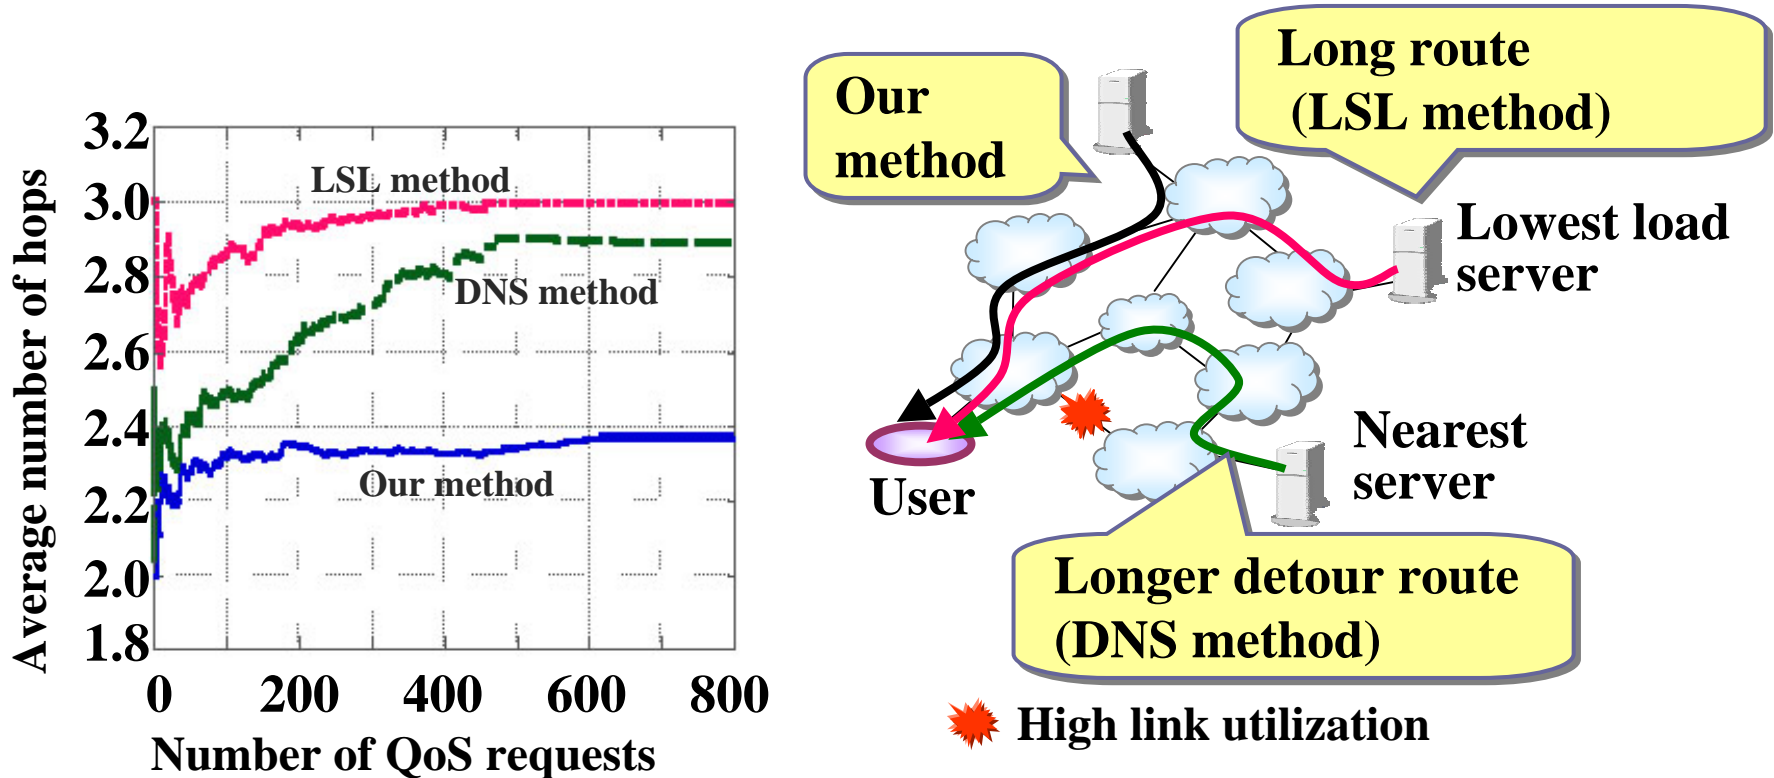 3.2
3.0
2.8
2.6
2.4
2.2
2.0
1.8
Average number of hops
LSL method
DNS method
Our method
0 200 400 600 800
Number of QoS requests
Our
method
Long route
(LSL method)
Lowest load
server
Nearest
server
User
Longer detour route
(DNS method)
High link utilization